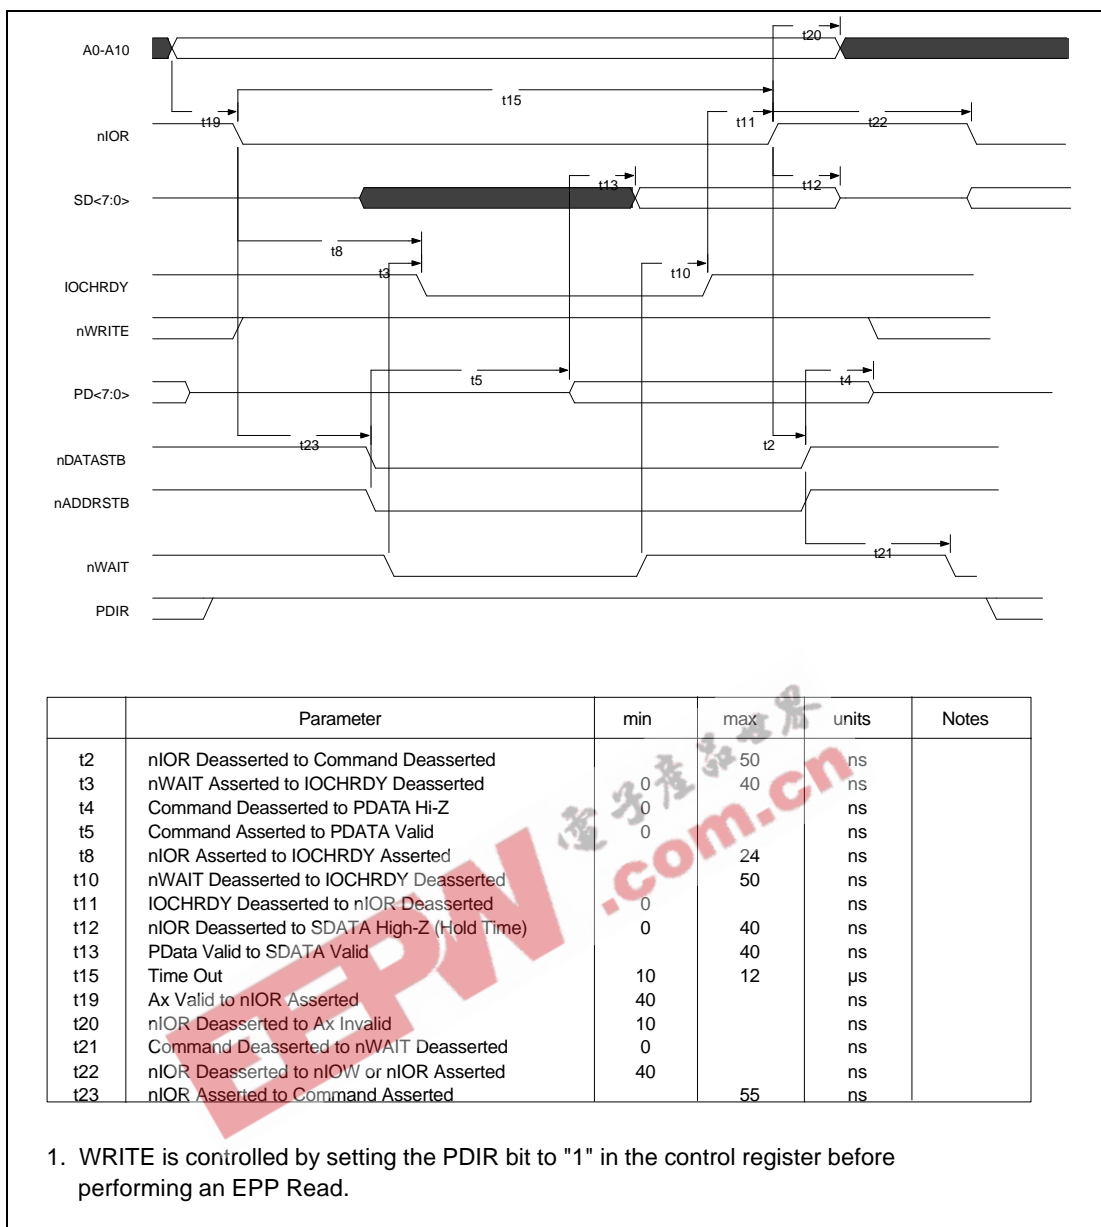 t20
A0-A10
t15
t19
t11
t22
nIOR
t13
t12
SD<7:0>
t8
t3
t10
IOCHRDY
nWRITE
t5
t4
PD<7:0>
t23
t2
nDATASTB
nADDRSTB
t21
nWAIT
PDIR
Parameter min max units Notes
t2 nIOR Deasserted to Command Deasserted 50 ns
t3 nWAIT Asserted to IOCHRDY Deasserted 0 40 ns
t4 Command Deasserted to PDATA Hi-Z 0 ns
t5 Command Asserted to PDATA Valid 0 ns
t8 nIOR Asserted to IOCHRDY Asserted 24 ns
t10 nWAIT Deasserted to IOCHRDY Deasserted 50 ns
t11 IOCHRDY Deasserted to nIOR Deasserted 0 ns
t12 nIOR Deasserted to SDATA High-Z (Hold Time) 0 40 ns
t13 PData Valid to SDATA Valid 40 ns
t15 Time Out 10 12 µs
t19 Ax Valid to nIOR Asserted 40 ns
t20 nIOR Deasserted to Ax Invalid 10 ns
t21 Command Deasserted to nWAIT Deasserted 0 ns
t22 nIOR Deasserted to nIOW or nIOR Asserted 40 ns
t23 nIOR Asserted to Command Asserted 55 ns
EEPW
電子產品世界
.com.cn
1. WRITE is controlled by setting the PDIR bit to "1" in the control register before
performing an EPP Read.